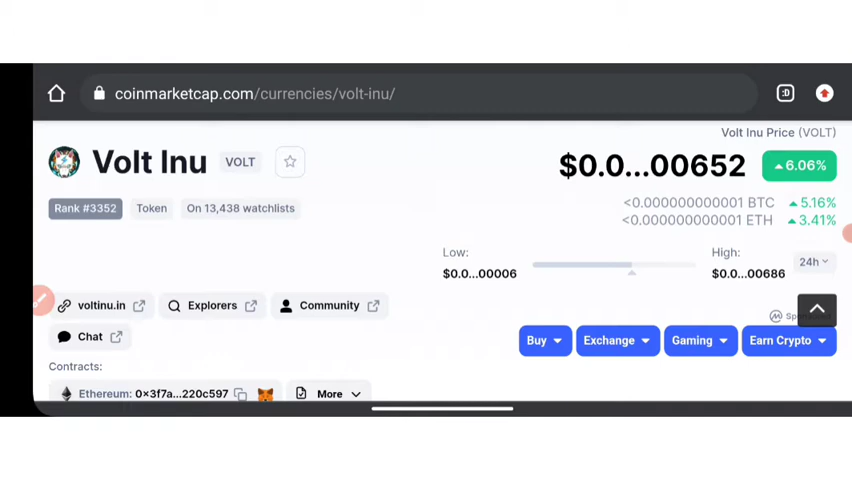 coinmarketcap.com/currencies/volt-inu/
:D
Volt Inu Price (VOLT)
Volt Inu VOLT
$0.0...00652 6.06%
<0.000000000001 BTC 5.16%
<0.000000000001 ETH 3.41%
Rank #3352 Token On 13,438 watchlists
Low: High:
$0.0...00006 $0.0...00686 24h
voltinu.in Explorers Community
Chat
Buy Exchange Gaming Earn Crypto
Contracts:
Ethereum: 0x3f7a...220c597 More